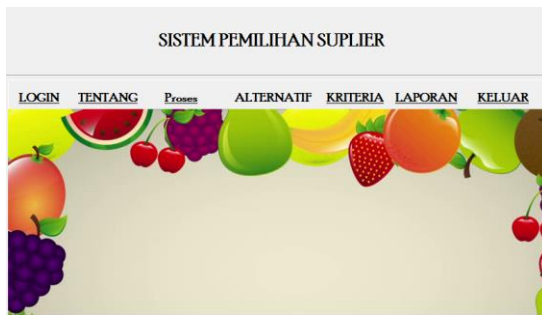 SISTEM PEMILIHAN SUPLIER
LOGIN TENTANG Proses ALTERNATIF KRITERIA LAPORAN KELUAR